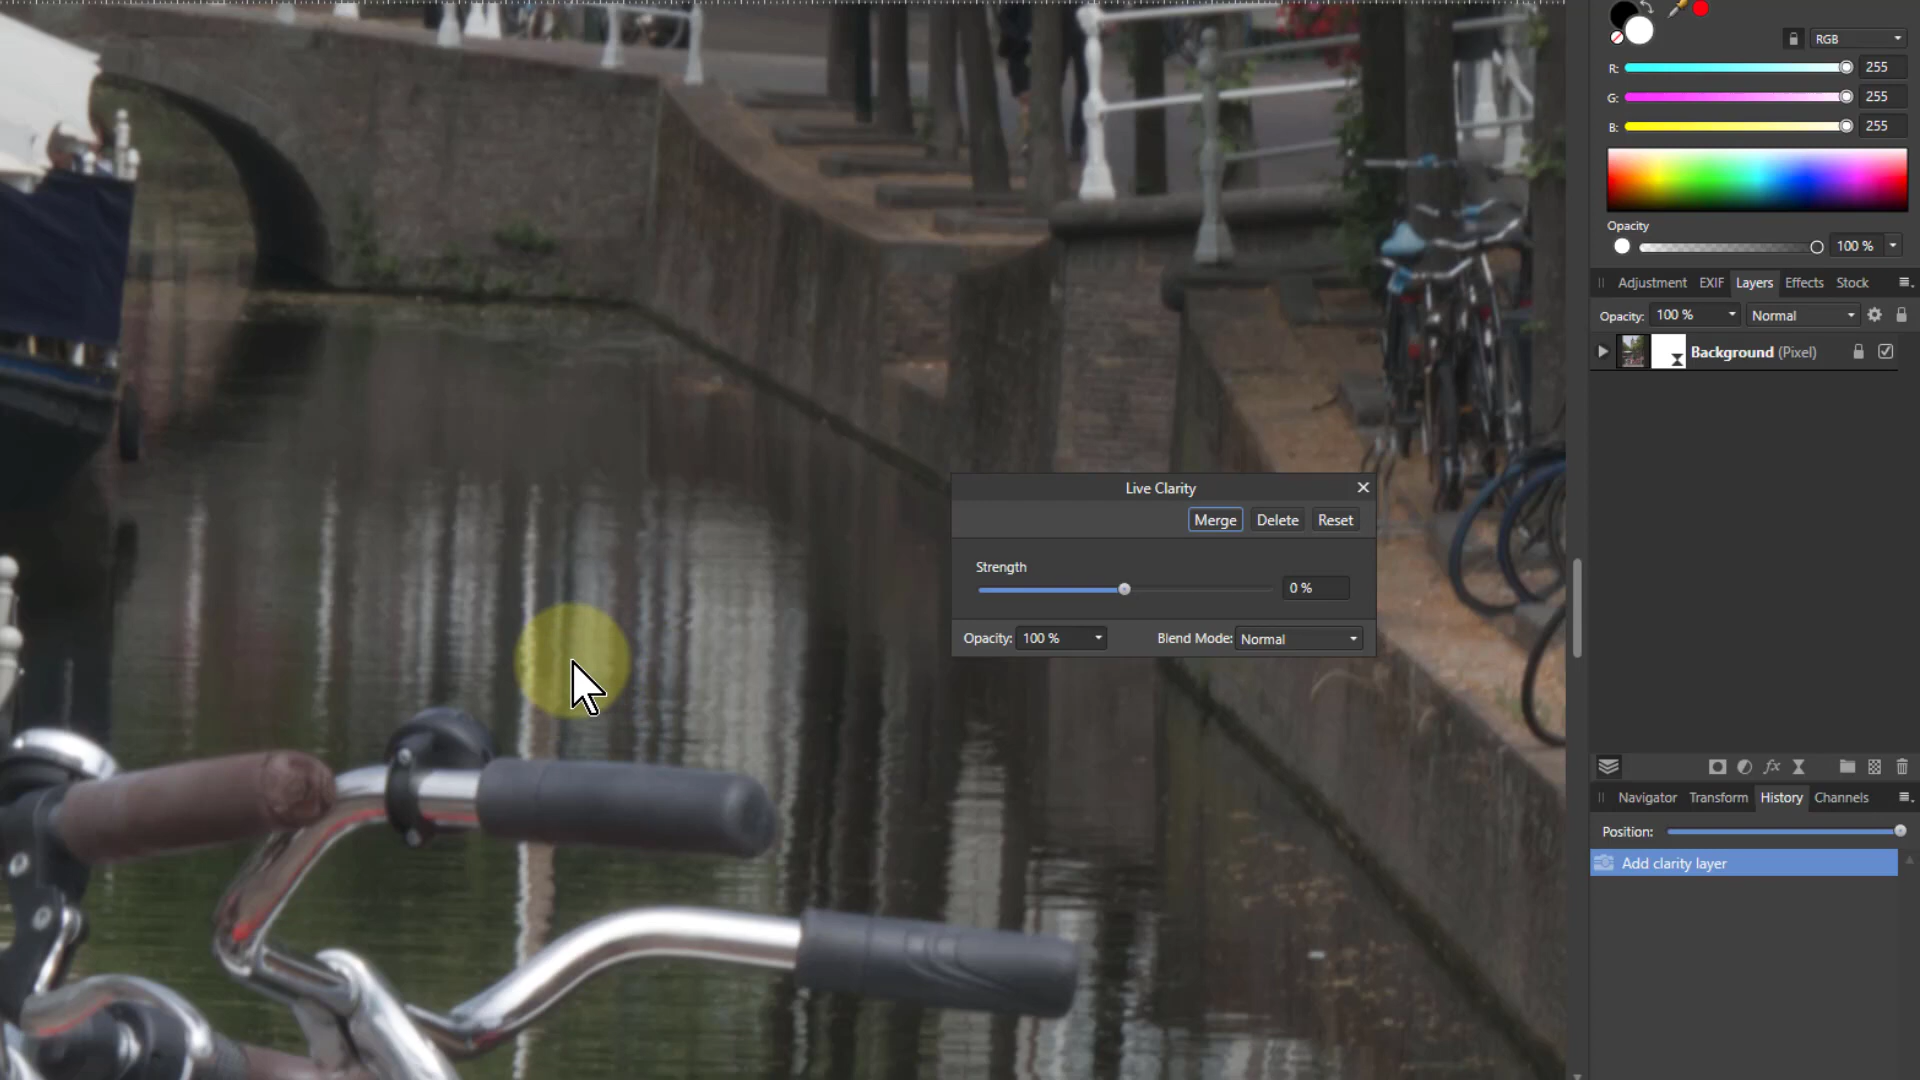 RGB
R: 255
G: 255
B: 255
Opacity
100 %
Adjustment EXIF Layers Effects Stock
Opacity: 100 % Normal
Background (Pixel)
Live Clarity
Merge Delete Reset
Strength
0 %
Opacity: 100 % Blend Mode: Normal
fx
Navigator Transform History Channels
Position:
Add clarity layer